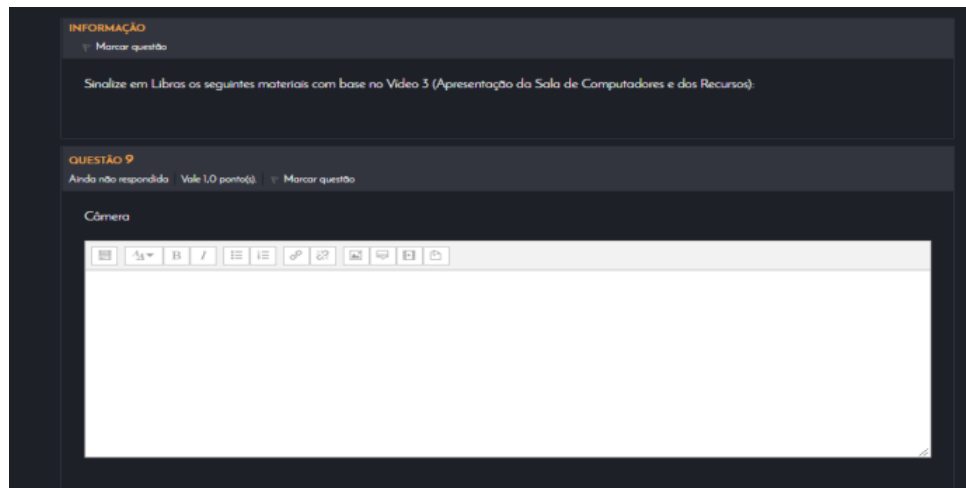 INFORMAÇÃO
Marcar questão
Sinalize em Libras os seguintes materiais com base no Vídeo 3 (Apresentação da Sala de Computadores e dos Recursos):
QUESTÃO 9
Ainda não respondida Vale 1,0 ponto(s). Marcar questão
Câmera
B I